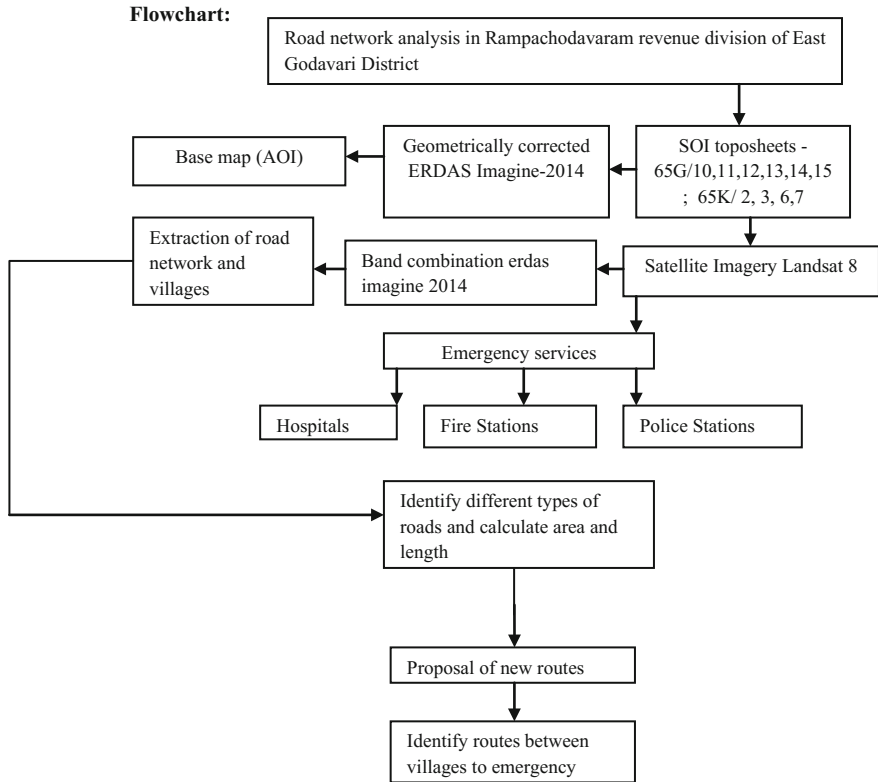 Flowchart:
Road network analysis in Rampachodavaram revenue division of East
Godavari District
Base map (AOI)
Geometrically corrected
ERDAS Imagine-2014
SOI toposheets -
65G/10,11,12,13,14,15
; 65K/ 2, 3, 6,7
Extraction of road
network and
villages
Band combination erdas
imagine 2014
Satellite Imagery Landsat 8
Emergency services
Hospitals
Fire Stations
Police Stations
Identify different types of
roads and calculate area and
length
Proposal of new routes
Identify routes between
villages to emergency